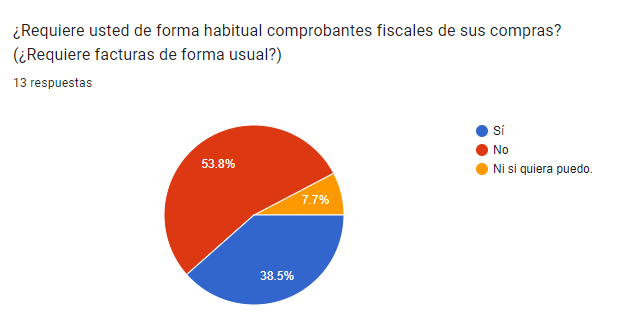 ¿Requiere usted de forma habitual comprobantes fiscales de sus compras?
(¿Requiere facturas de forma usual?)
13 respuestas
Sí
No
Ni si quiera puedo.
53.8%
7.7%
38.5%